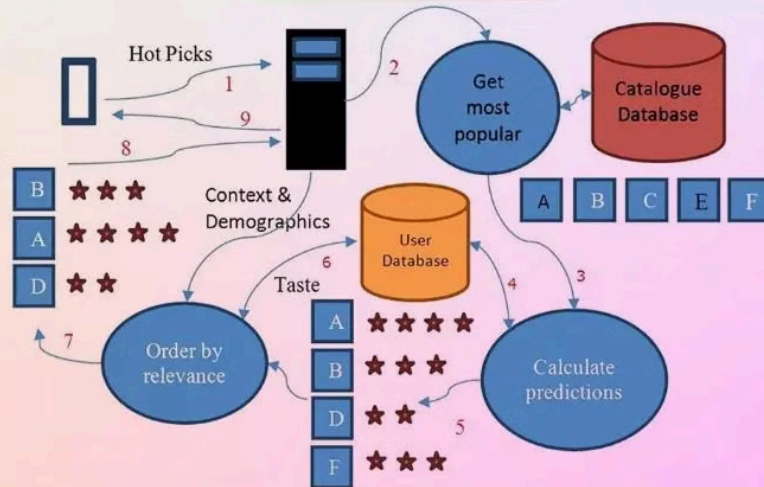 Hot Picks
1
2
9
8
Get
most
popular
Catalogue
Database
A B C E F
B
A
D
Context &
Demographics
User
Database
6
4
3
Taste
A
B
D
F
7
Order by
relevance
Calculate
predictions
5